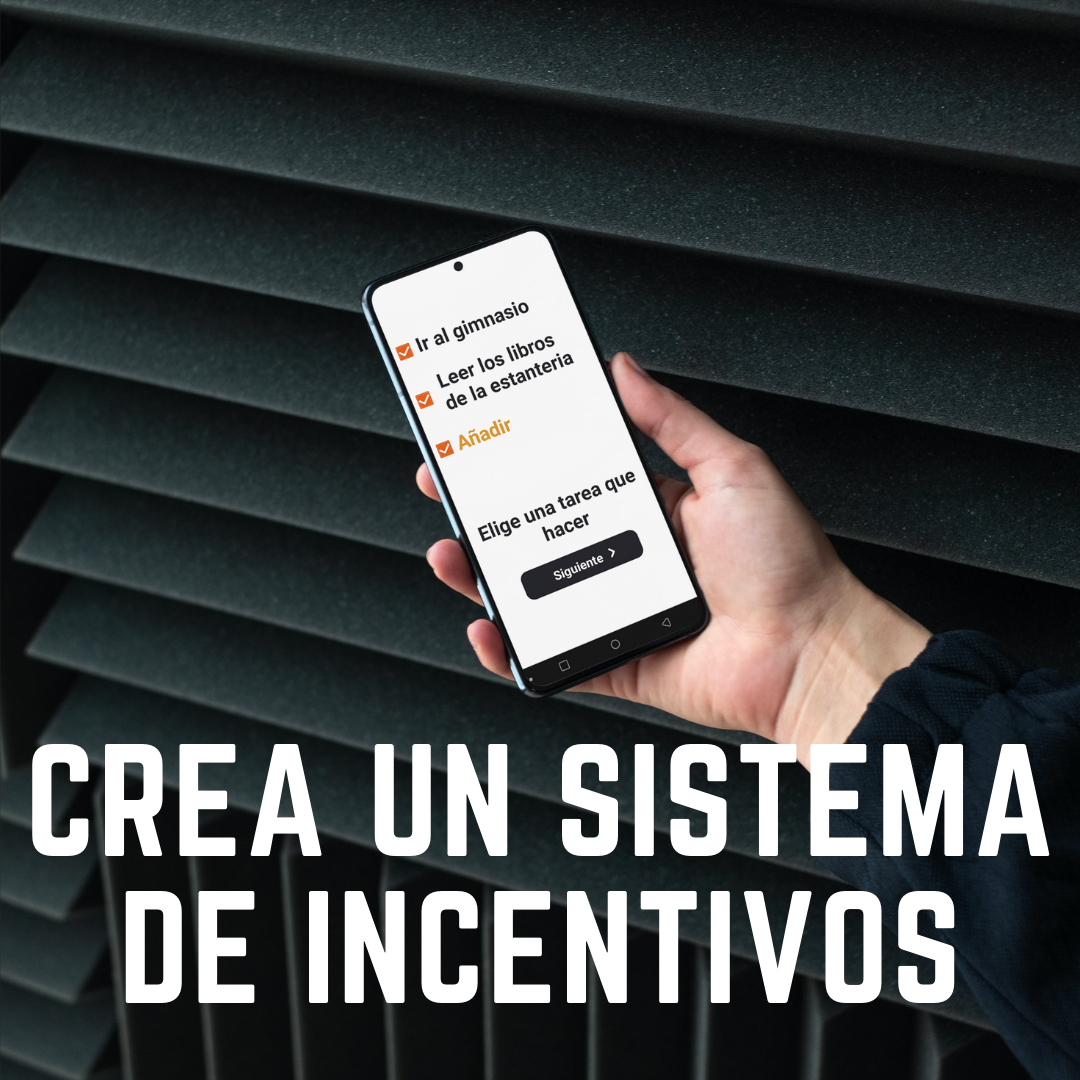 Ir al gimnasio
Leer los libros
de la estanteria
Añadir
Elige una tarea que
hacer
Siguiente
CREA UN SISTEMA
DE INCENTIVOS